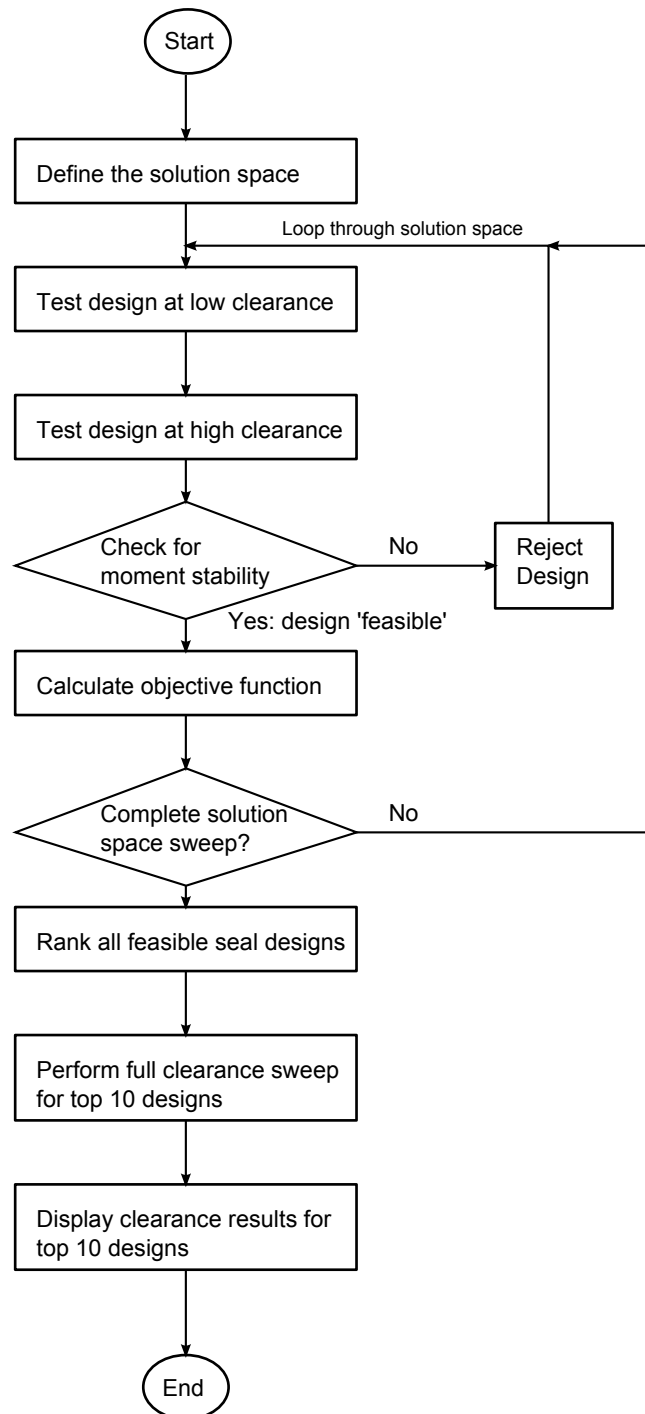 Start
Define the solution space
Loop through solution space
Test design at low clearance
Test design at high clearance
Check for
moment stability
No
Reject
Design
Yes: design 'feasible'
Calculate objective function
Complete solution
space sweep?
No
Rank all feasible seal designs
Perform full clearance sweep
for top 10 designs
Display clearance results for
top 10 designs
End